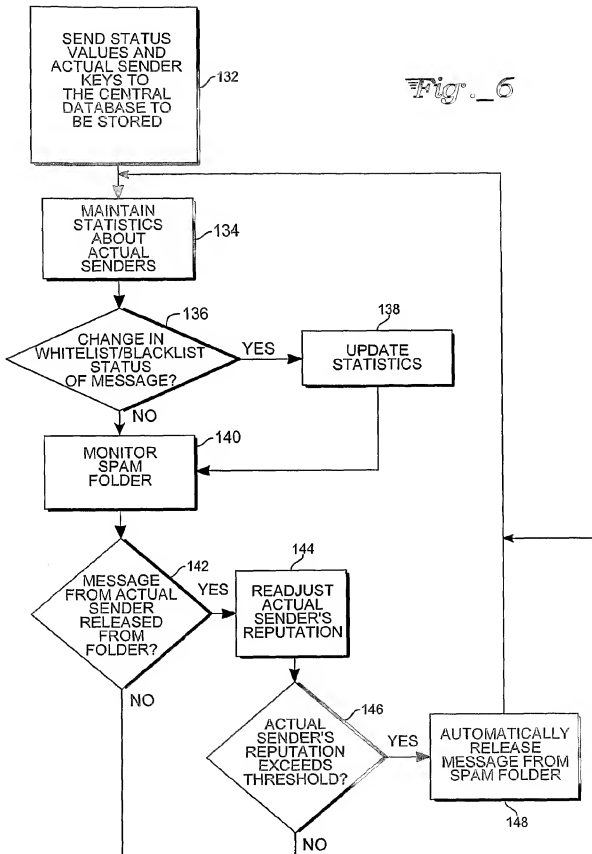 SEND STATUS
VALUES AND
ACTUAL SENDER
KEYS TO
THE CENTRAL
DATABASE TO
BE STORED
132
Fig._6
MAINTAIN
STATISTICS
ABOUT
ACTUAL
SENDERS
134
136
CHANGE IN
WHITELIST/BLACKLIST
STATUS
OF MESSAGE?
YES
138
UPDATE
STATISTICS
NO
140
MONITOR
SPAM
FOLDER
142
MESSAGE
FROM ACTUAL
SENDER
RELEASED
FROM
FOLDER?
YES
144
READJUST
ACTUAL
SENDER'S
REPUTATION
NO
146
ACTUAL
SENDER'S
REPUTATION
EXCEEDS
THRESHOLD?
YES
AUTOMATICALLY
RELEASE
MESSAGE FROM
SPAM FOLDER
148
NO